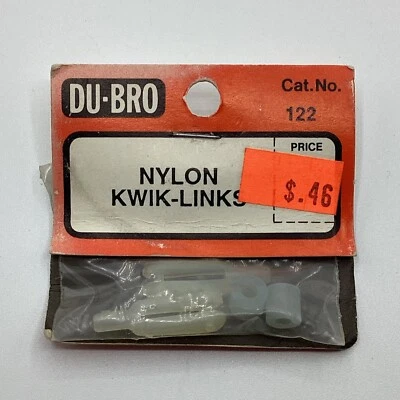 DU-BRO
Cat.No.
122
PRICE
NYLON
KWIK-LINKS
$.46